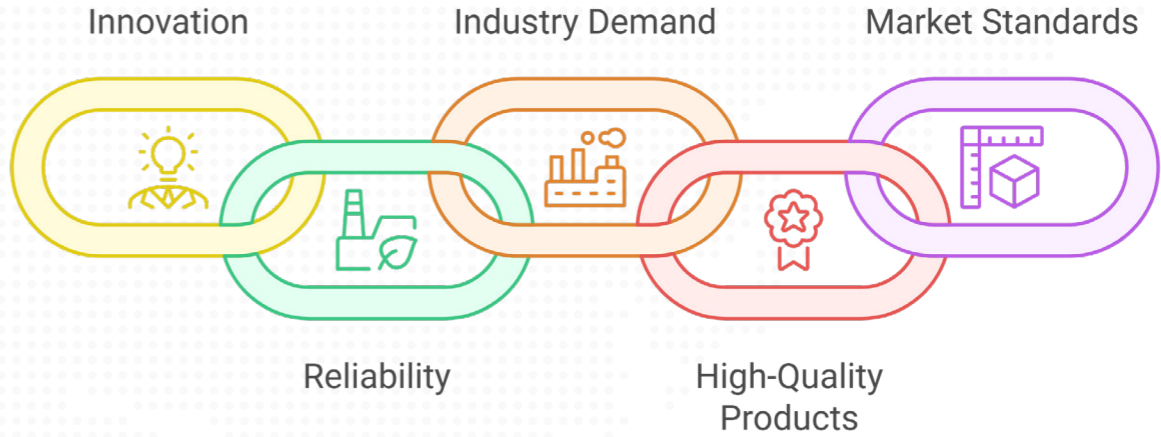 Innovation
Industry Demand
Market Standards
Reliability
High-Quality
Products